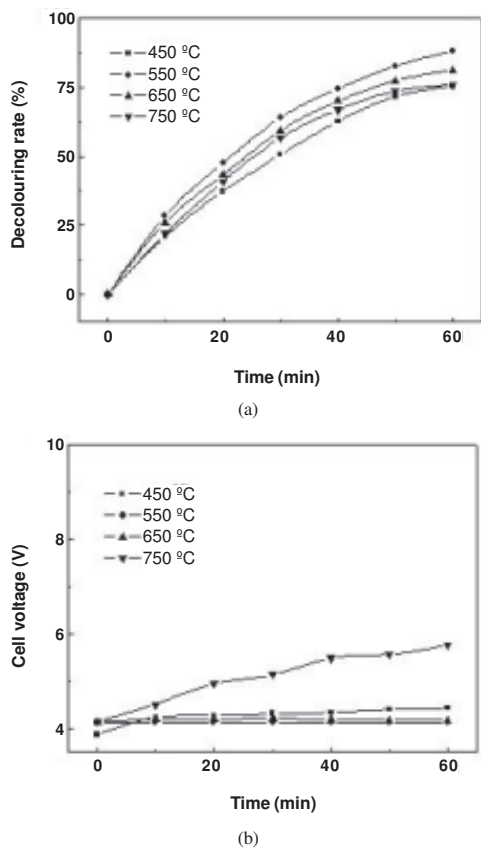 100
75
50
25
0
Decolouring rate (%)
450 ºC
550 ºC
650 ºC
750 ºC
0 20 40 60
Time (min)
(a)
10
8
6
4
Cell voltage (V)
450 ºC
550 ºC
650 ºC
750 ºC
0 20 40 60
Time (min)
(b)